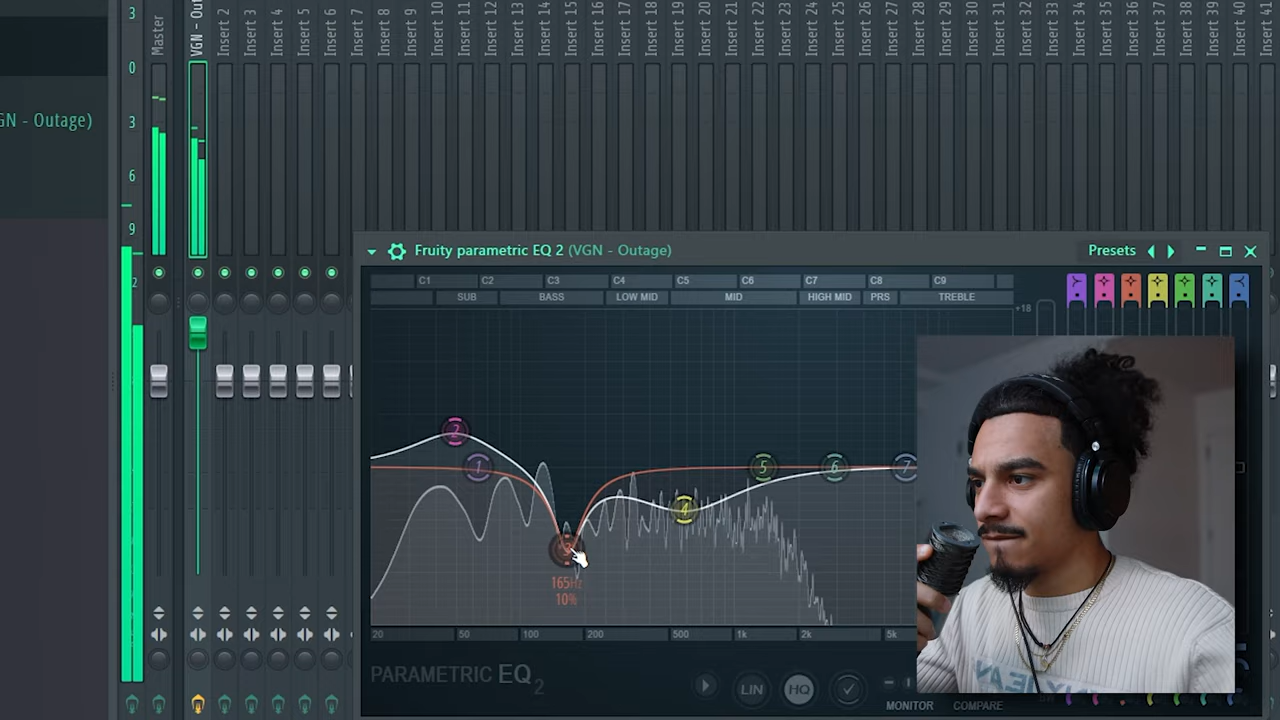 3
Master
VGN - Ou
Insert 2
Insert 3
Insert 4
Insert 5
Insert 6
Insert 7
Insert 8
Insert 9
Insert 10
Insert 11
Insert 12
Insert 13
Insert 14
Insert 15
Insert 16
Insert 17
Insert 18
Insert 19
Insert 20
Insert 21
Insert 22
Insert 23
Insert 24
Insert 25
Insert 26
Insert 27
Insert 28
Insert 29
Insert 30
Insert 31
Insert 32
Insert 33
Insert 34
Insert 35
Insert 36
Insert 37
Insert 38
Insert 39
Insert 40
Insert 41
0
GN - Outage)
3
6
9
2
Fruity parametric EQ 2 (VGN - Outage)
Presets
C1 C2 C3 C4 C5 C6 C7 C8 C9
SUB BASS LOW MID MID HIGH MID PRS TREBLE
+18
2
1 5 6 7
4
3
165Hz
10%
20 50 100 200 500 1k 2k 5k
PARAMETRIC EQ 2
LIN HQ
MONITOR COMPARE